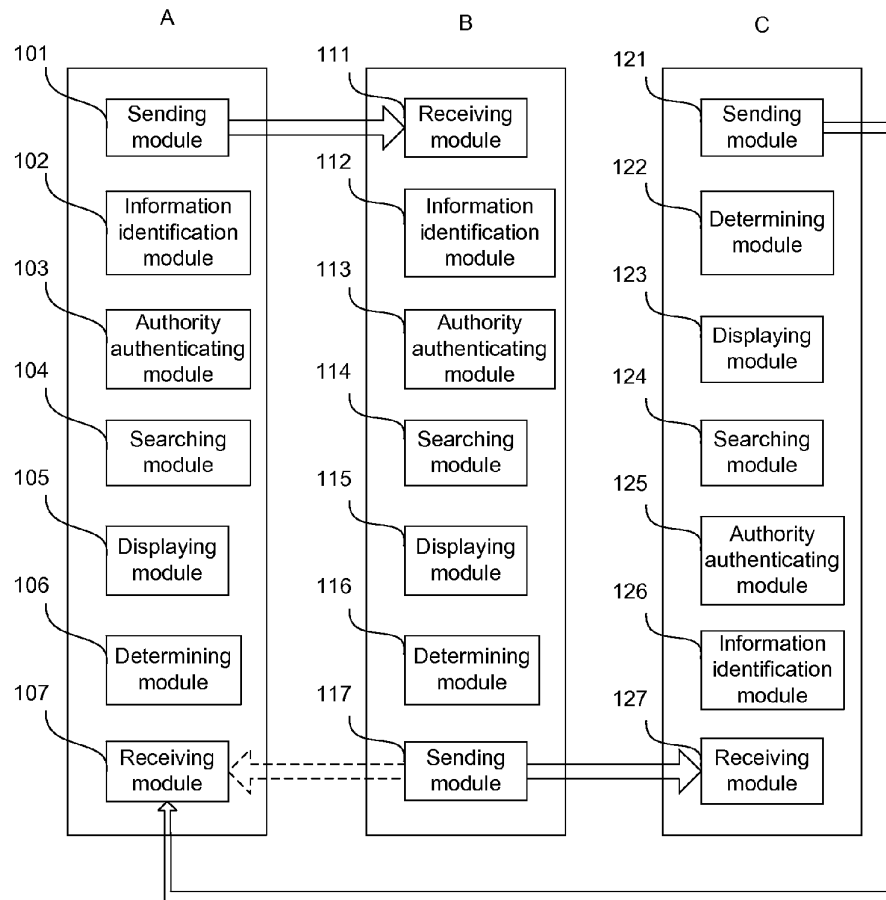 A
B
C
101
Sending
module
102
Information
identification
module
103
Authority
authenticating
module
104
Searching
module
105
Displaying
module
106
Determining
module
107
Receiving
module
111
Receiving
module
112
Information
identification
module
113
Authority
authenticating
module
114
Searching
module
115
Displaying
module
116
Determining
module
117
Sending
module
121
Sending
module
122
Determining
module
123
Displaying
module
124
Searching
module
125
Authority
authenticating
module
126
Information
identification
module
127
Receiving
module